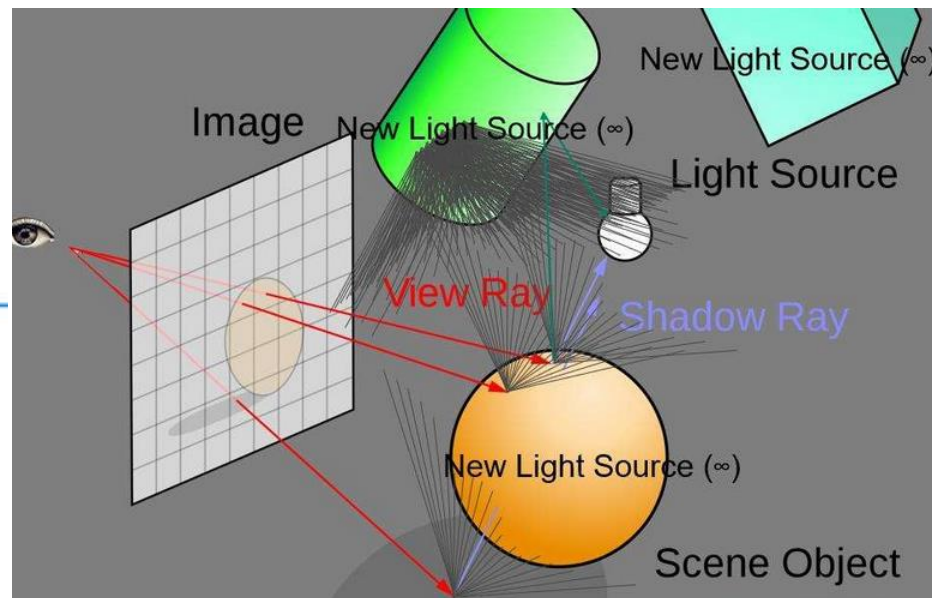 New Light Source (∞)
Image
New Light Source (∞)
Light Source
View Ray
Shadow Ray
New Light Source (∞)
Scene Object